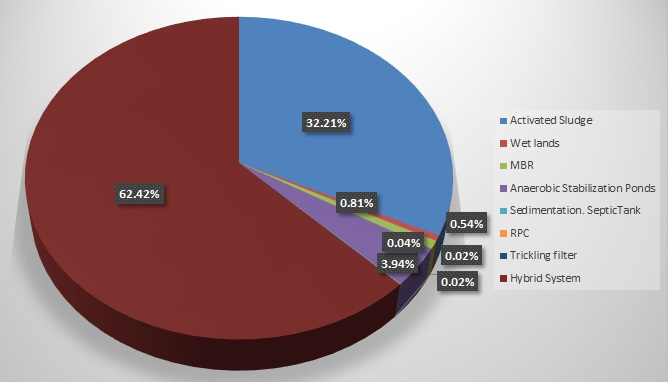 32.21%
62.42%
0.81%
0.54%
0.04%
0.02%
3.94%
0.02%
Activated Sludge
Wet lands
MBR
Anaerobic Stabilization Ponds
Sedimentation. SepticTank
RPC
Trickling filter
Hybrid System